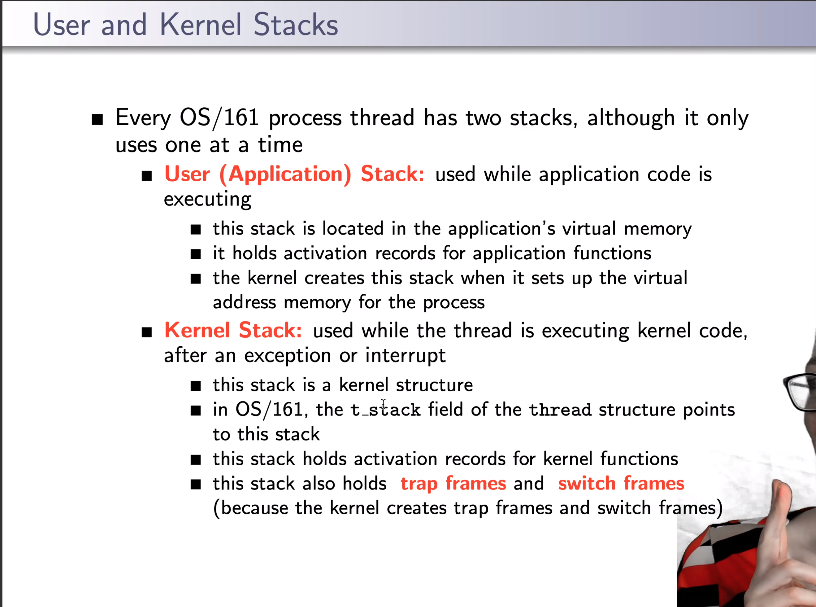 User and Kernel Stacks
Every OS/161 process thread has two stacks, although it only
uses one at a time
User (Application) Stack: used while application code is
executing
this stack is located in the application's virtual memory
it holds activation records for application functions
the kernel creates this stack when it sets up the virtual
address memory for the process
Kernel Stack: used while the thread is executing kernel code,
after an exception or interrupt
this stack is a kernel structure
in OS/161, the t_stack field of the thread structure points
to this stack
this stack holds activation records for kernel functions
this stack also holds trap frames and switch frames
(because the kernel creates trap frames and switch frames)